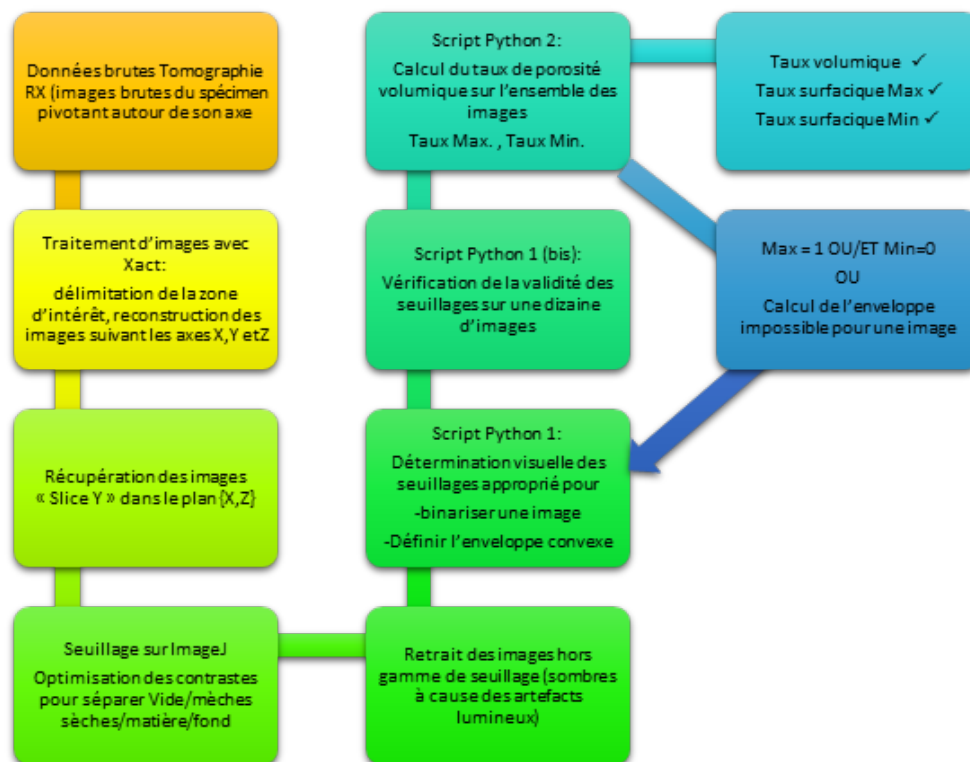 Données brutes Tomographie
RX (images brutes du spécimen
pivotant autour de son axe
Traitement d'images avec
Xact:
délimitation de la zone
d'intérêt, reconstruction des
images suivant les axes X,Y etZ
Récupération des images
« Slice Y » dans le plan {X,Z}
Seuillage sur ImageJ
Optimisation des contrastes
pour séparer Vide/mèches
sèches/matière/fond
Retrait des images hors
gamme de seuillage (sombres
à cause des artefacts
lumineux)
Script Python 1:
Détermination visuelle des
seuillages approprié pour
-binariser une image
-Définir l'enveloppe convexe
Script Python 1 (bis):
Vérification de la validité des
seuillages sur une dizaine
d'images
Script Python 2:
Calcul du taux de porosité
volumique sur l'ensemble des
images
Taux Max. , Taux Min.
Taux volumique ✓
Taux surfacique Max ✓
Taux surfacique Min ✓
Max = 1 OU/ET Min=0
OU
Calcul de l'enveloppe
impossible pour une image